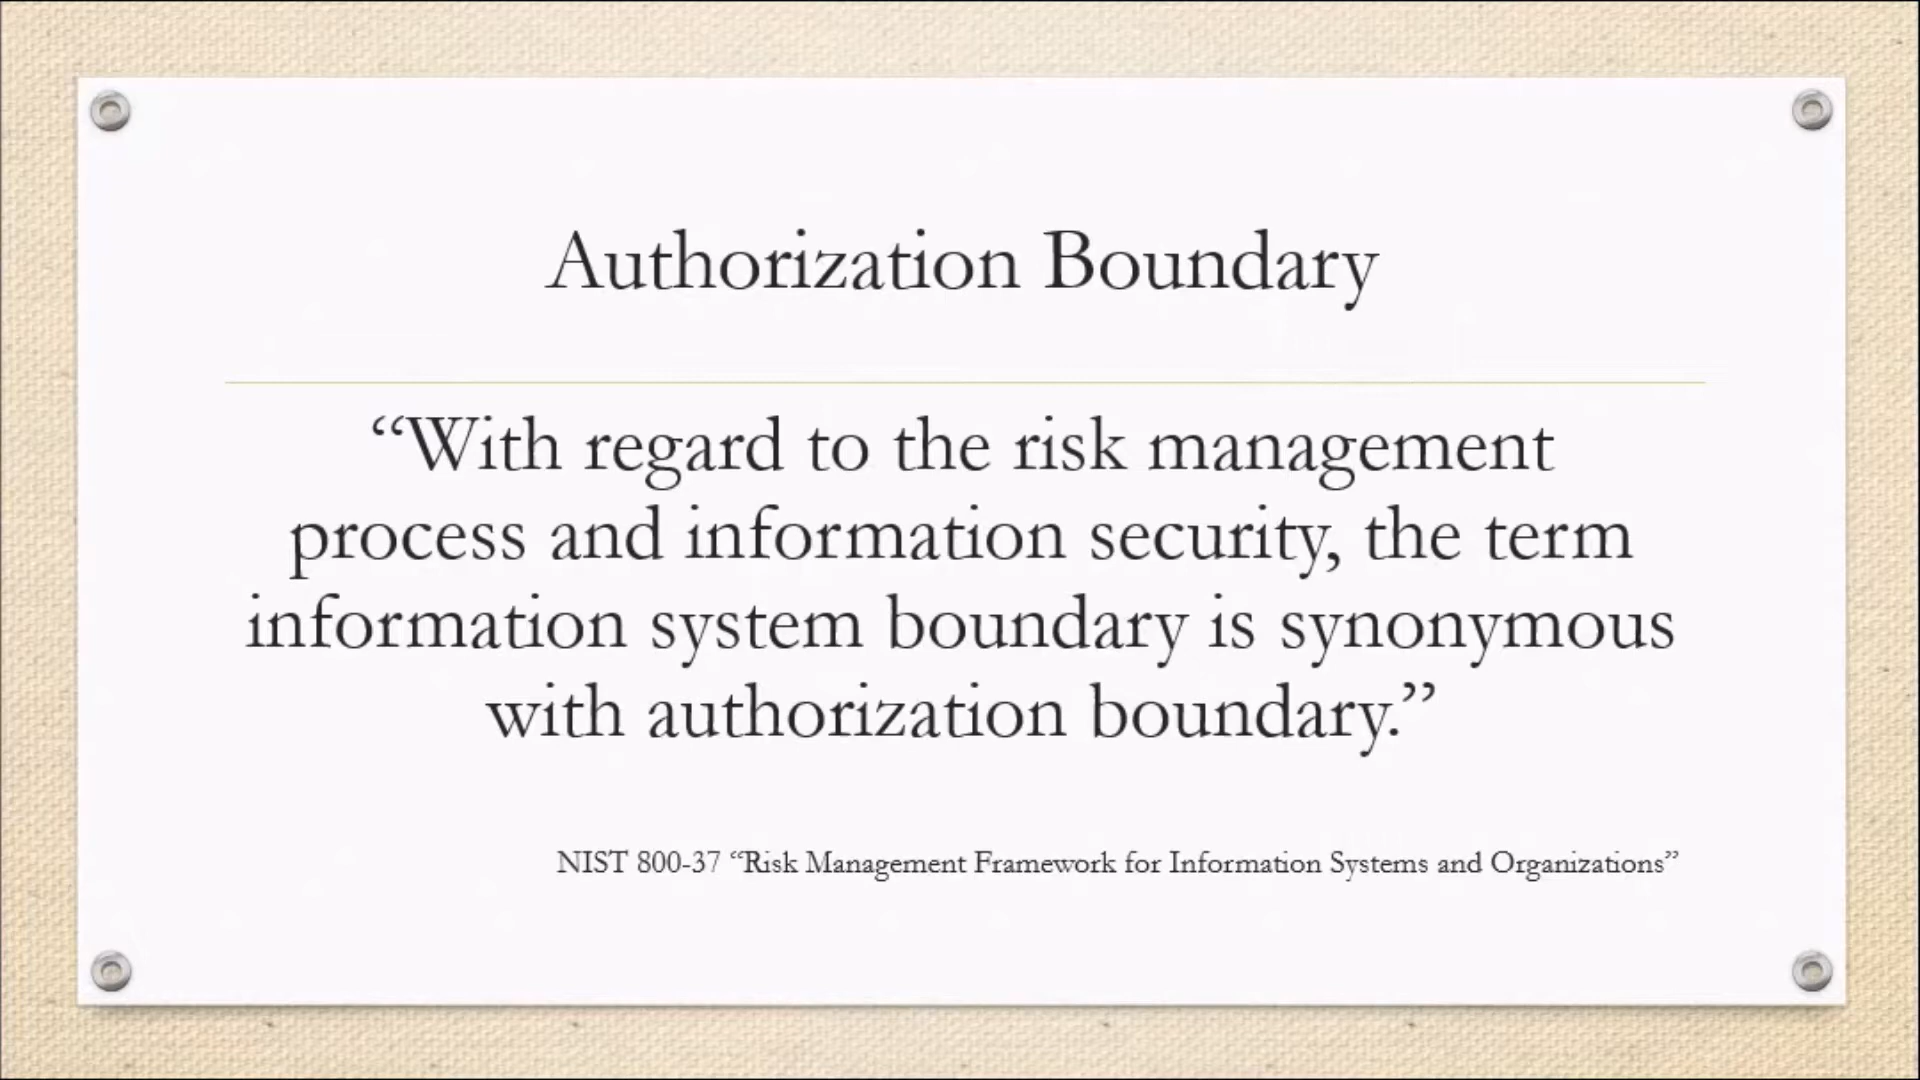 Authorization Boundary
“With regard to the risk management
process and information security, the term
information system boundary is synonymous
with authorization boundary.”
NIST 800-37 “Risk Management Framework for Information Systems and Organizations”